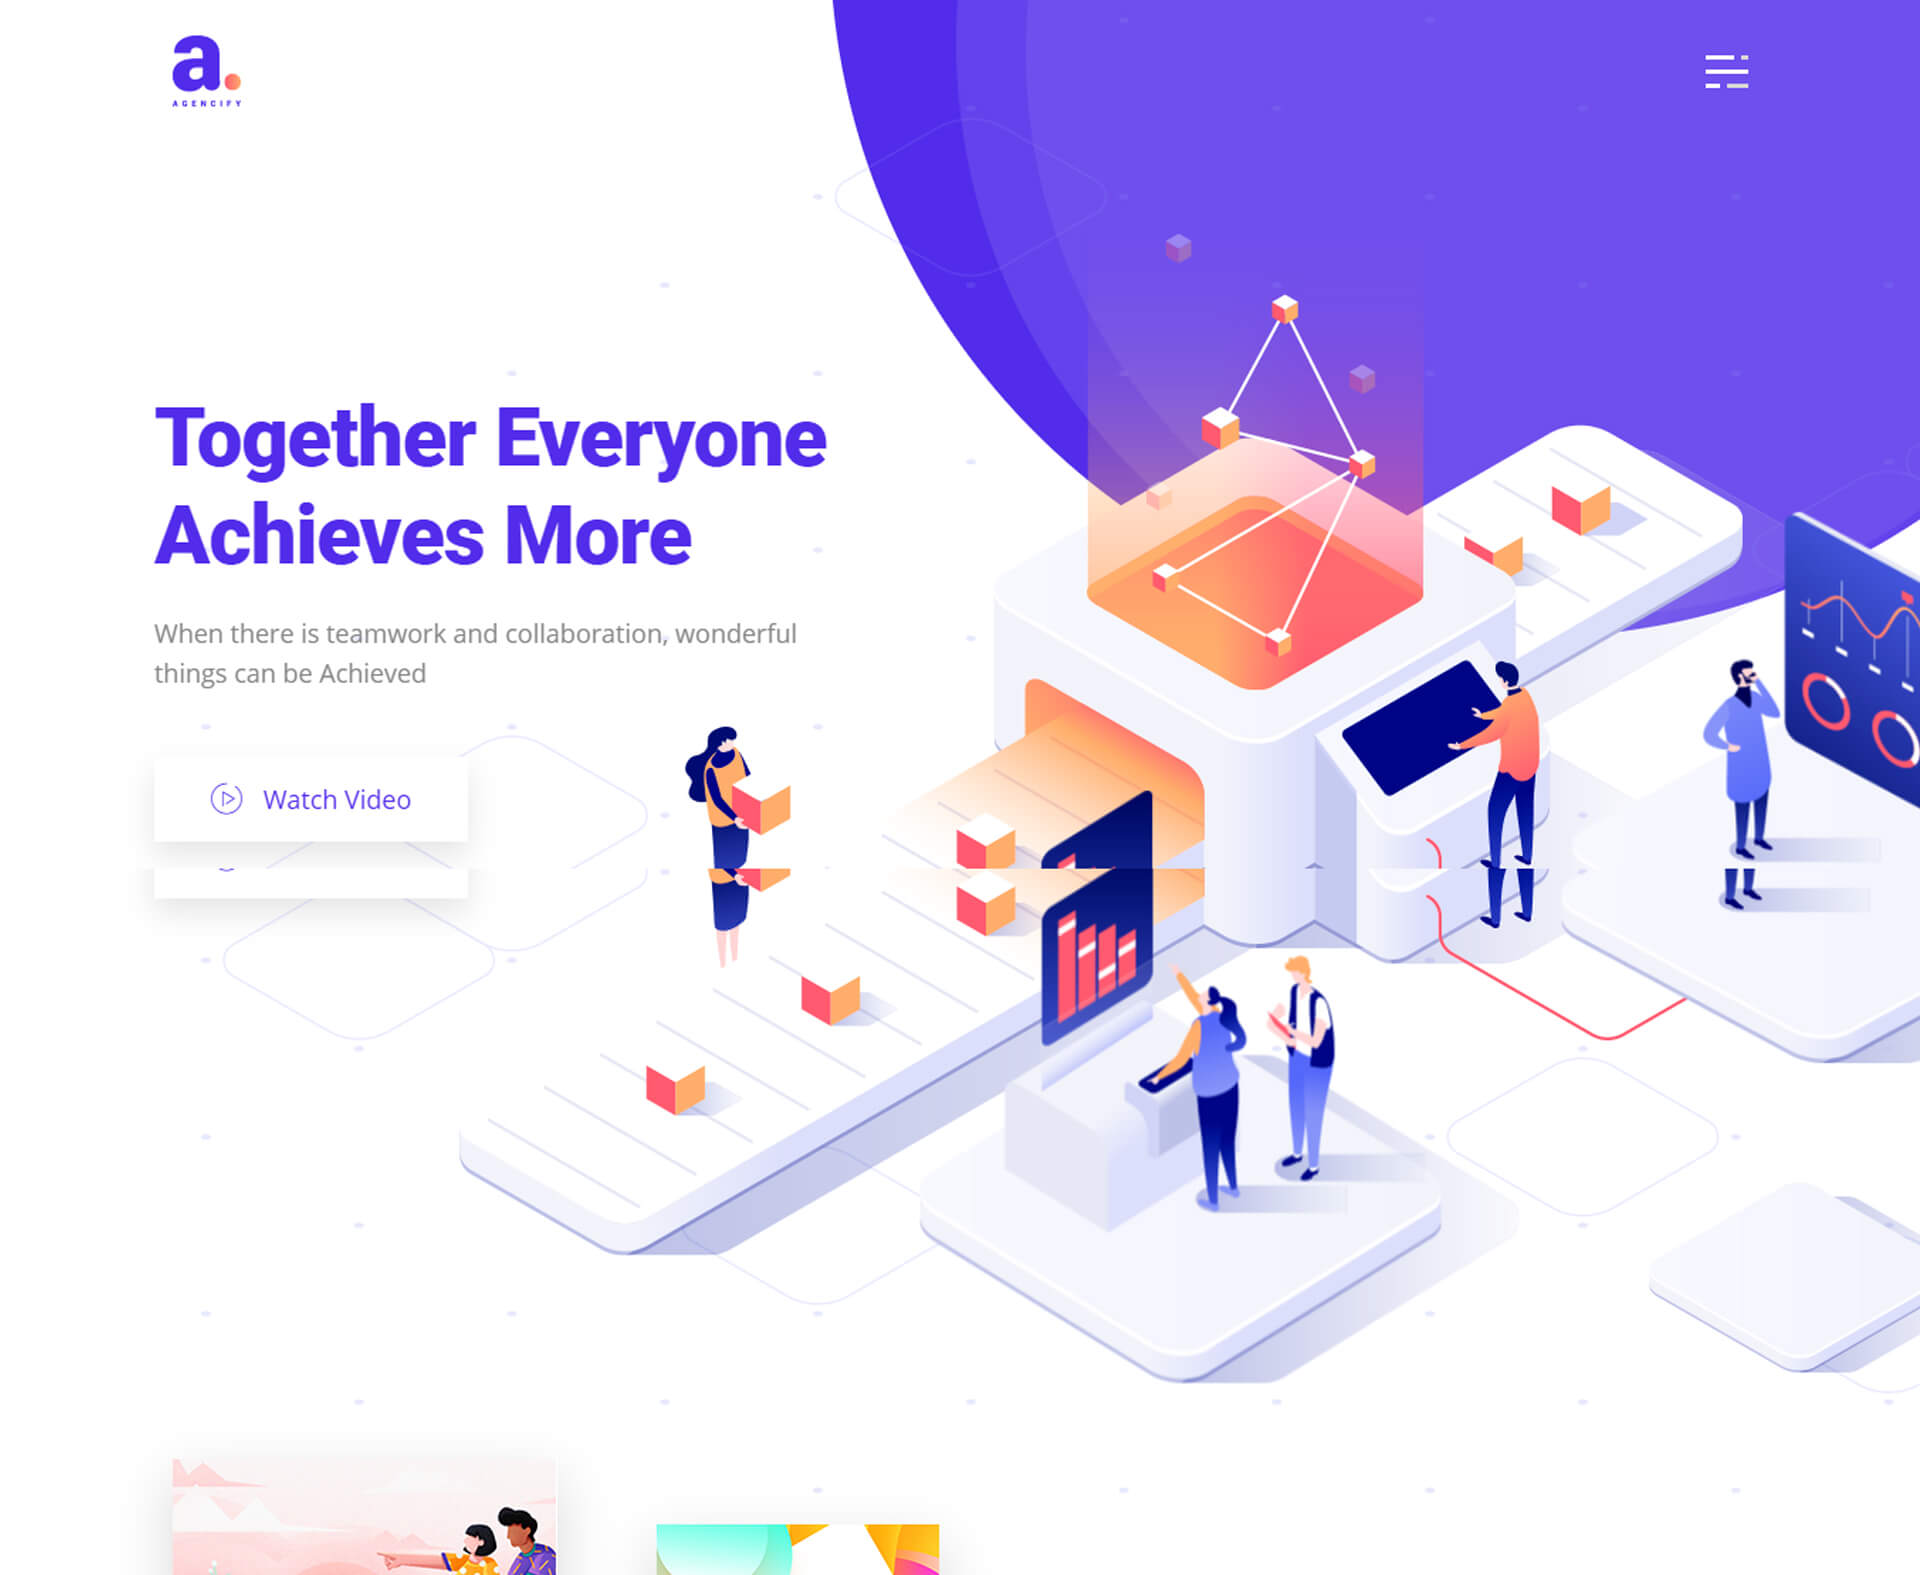 a.
AGENCIFY
Together Everyone
Achieves More
When there is teamwork and collaboration, wonderful
things can be Achieved
Watch Video